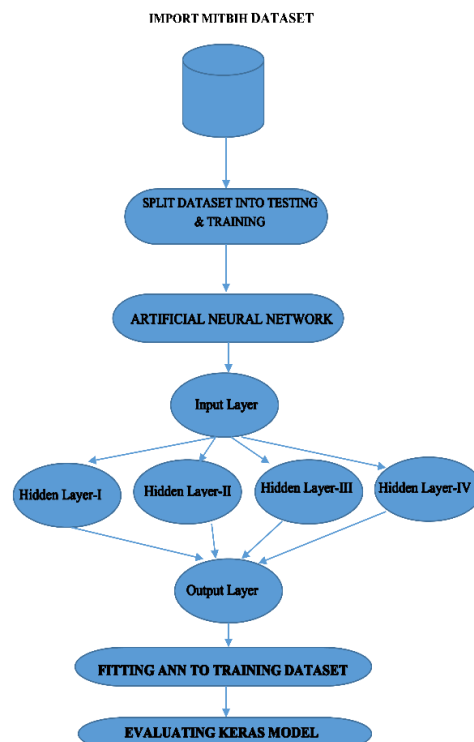 IMPORT MITBIH DATASET
SPLIT DATASET INTO TESTING
& TRAINING
ARTIFICIAL NEURAL NETWORK
Input Layer
Hidden Layer-I
Hidden Layer-II
Hidden Layer-III
Hidden Layer-IV
Output Layer
FITTING ANN TO TRAINING DATASET
EVALUATING KERAS MODEL